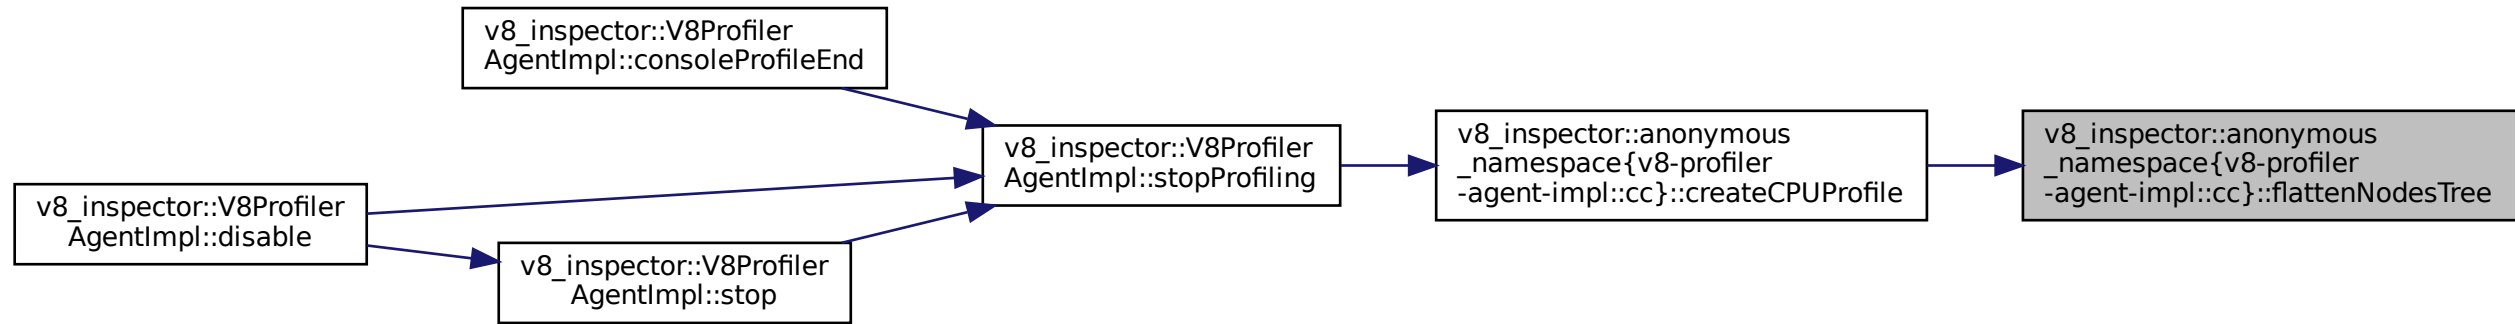 v8_inspector::V8Profiler
AgentImpl::consoleProfileEnd
v8_inspector::V8Profiler
AgentImpl::disable
v8_inspector::V8Profiler
AgentImpl::stop
v8_inspector::V8Profiler
AgentImpl::stopProfiling
v8_inspector::anonymous
_namespace{v8-profiler
-agent-impl::cc}::createCPUProfile
v8_inspector::anonymous
_namespace{v8-profiler
-agent-impl::cc}::flattenNodesTree